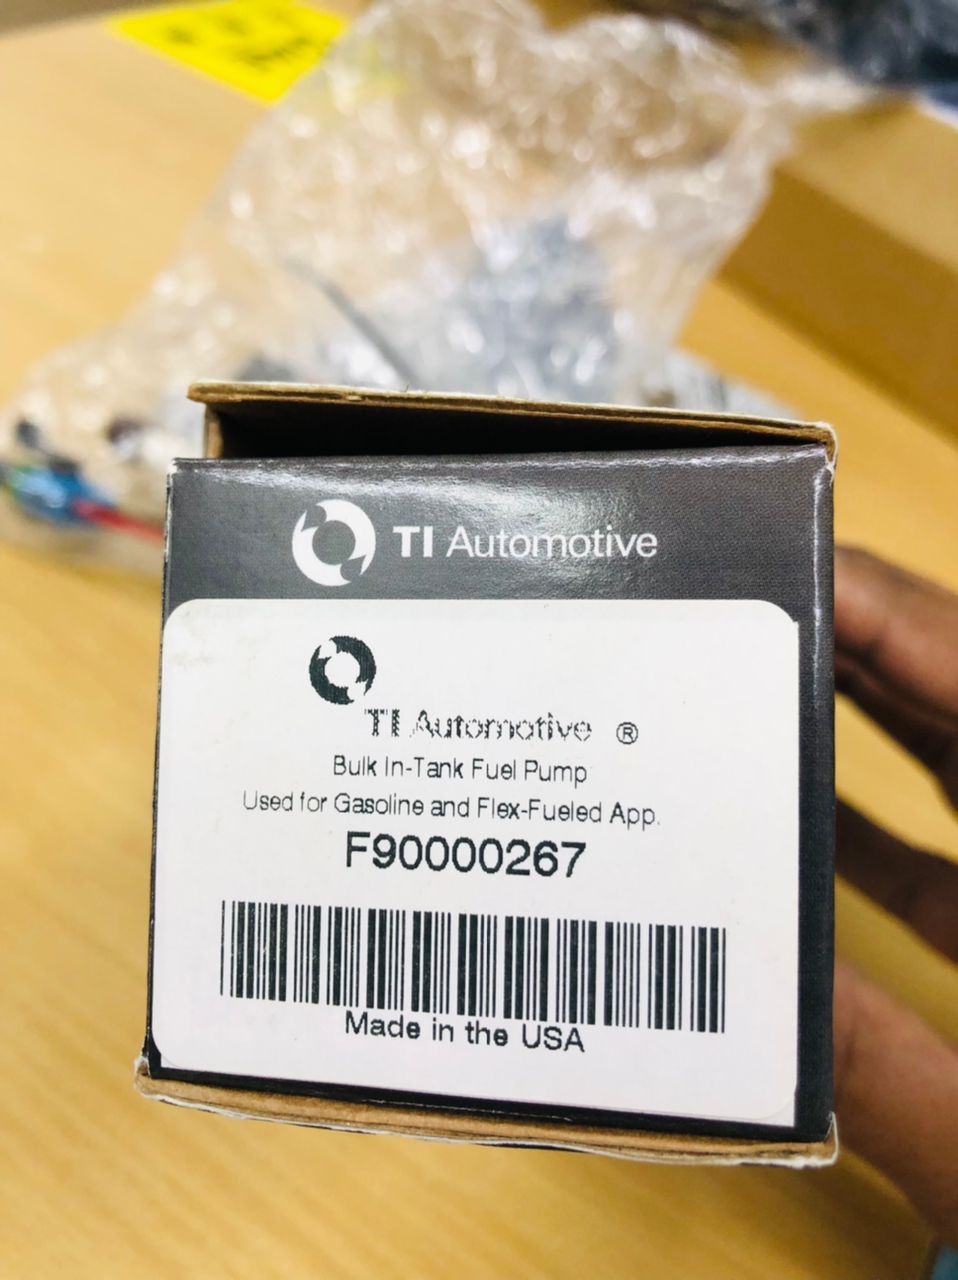 TI Automotive
TI Automotive ®
Bulk In-Tank Fuel Pump
Used for Gasoline and Flex-Fueled App.
F90000267
Made in the USA